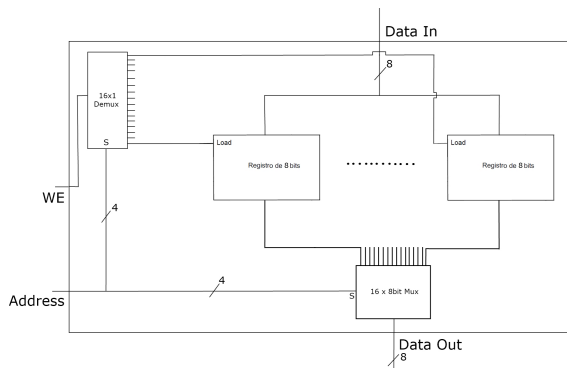 Data In
8
16x1
Demux
S
Load
Registro de 8 bits
Load
Registro de 8 bits
WE
4
4
Address
S
16 x 8bit Mux
Data Out
8